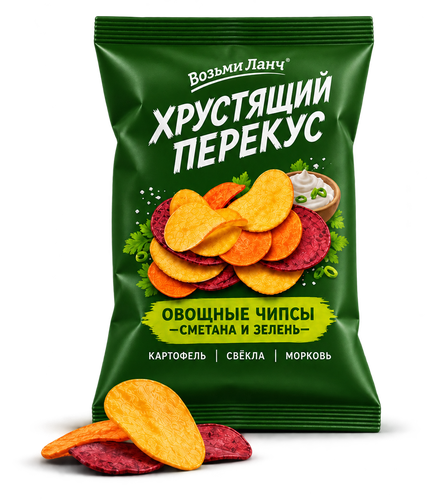 Возьми Ланч®
ХРУСТЯЩИЙ
ПЕРЕКУС
ОВОЩНЫЕ ЧИПСЫ
–СМЕТАНА И ЗЕЛЕНЬ–
КАРТОФЕЛЬ | СВЁКЛА | МОРКОВЬ